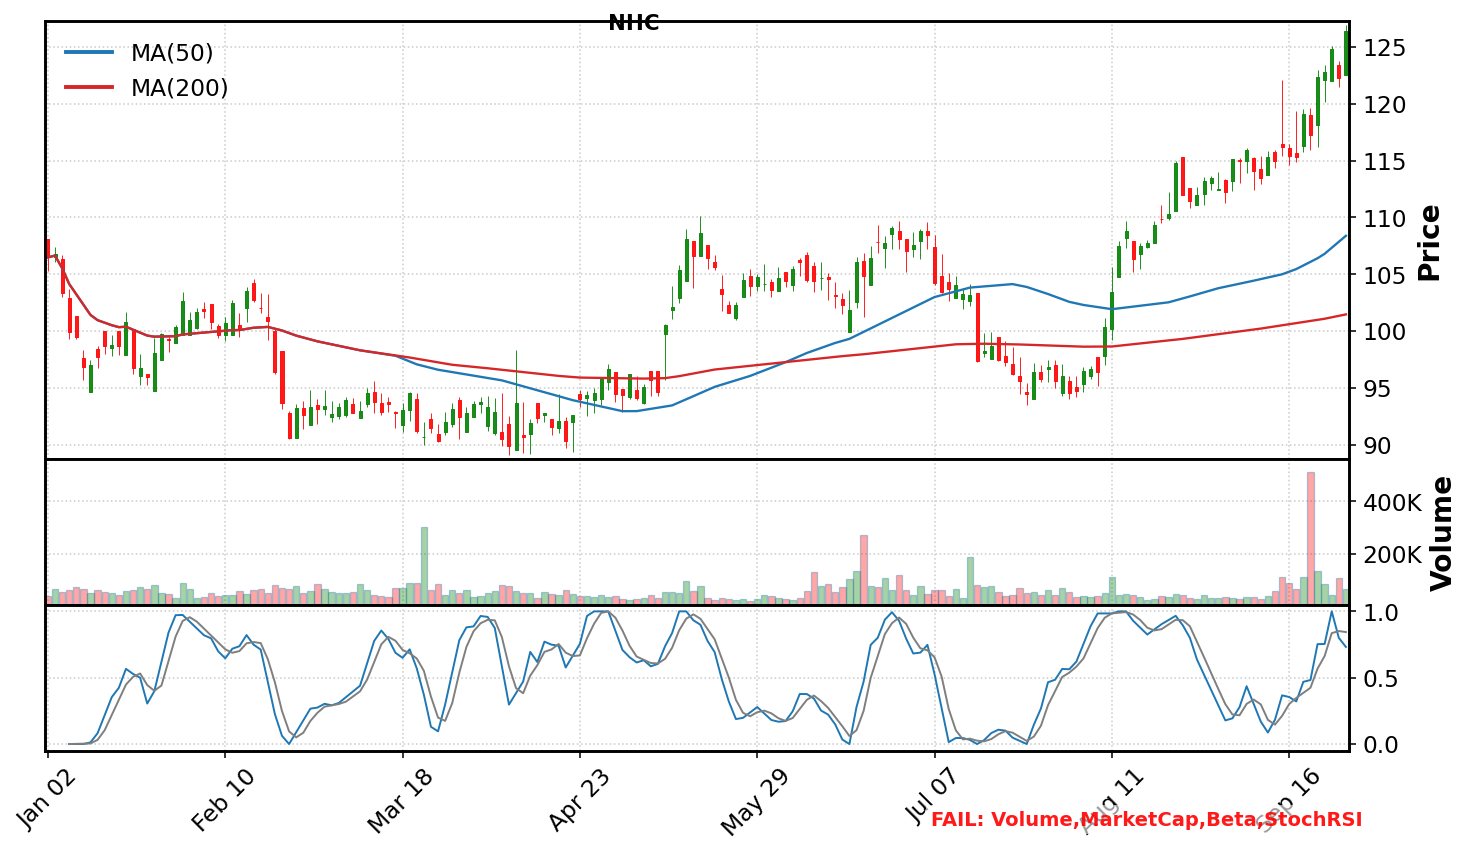 NHC
MA(50)
MA(200)
125
120
115
110
105
100
95
90
Price
400K
200K
Volume
1.0
0.5
0.0
Jan 02
Feb 10
Mar 18
Apr 23
May 29
Jul 07
Aug 11
Sep 16
FAIL: Volume,MarketCap,Beta,StochRSI